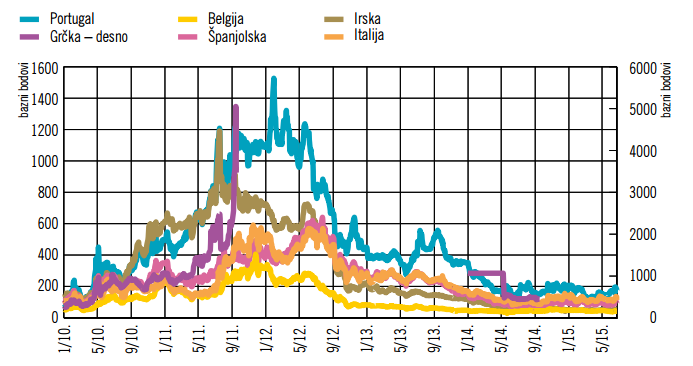 Portugal Belgija Irska
Grčka – desno Španjolska Italija
bazni bodovi
bazni bodovi
1600 6000
1400 5000
1200 4000
1000
800 3000
600 2000
400
200 1000
0 0
1/10. 5/10. 9/10. 1/11. 5/11. 9/11. 1/12. 5/12. 9/12. 1/13. 5/13. 9/13. 1/14. 5/14. 9/14. 1/15. 5/15.